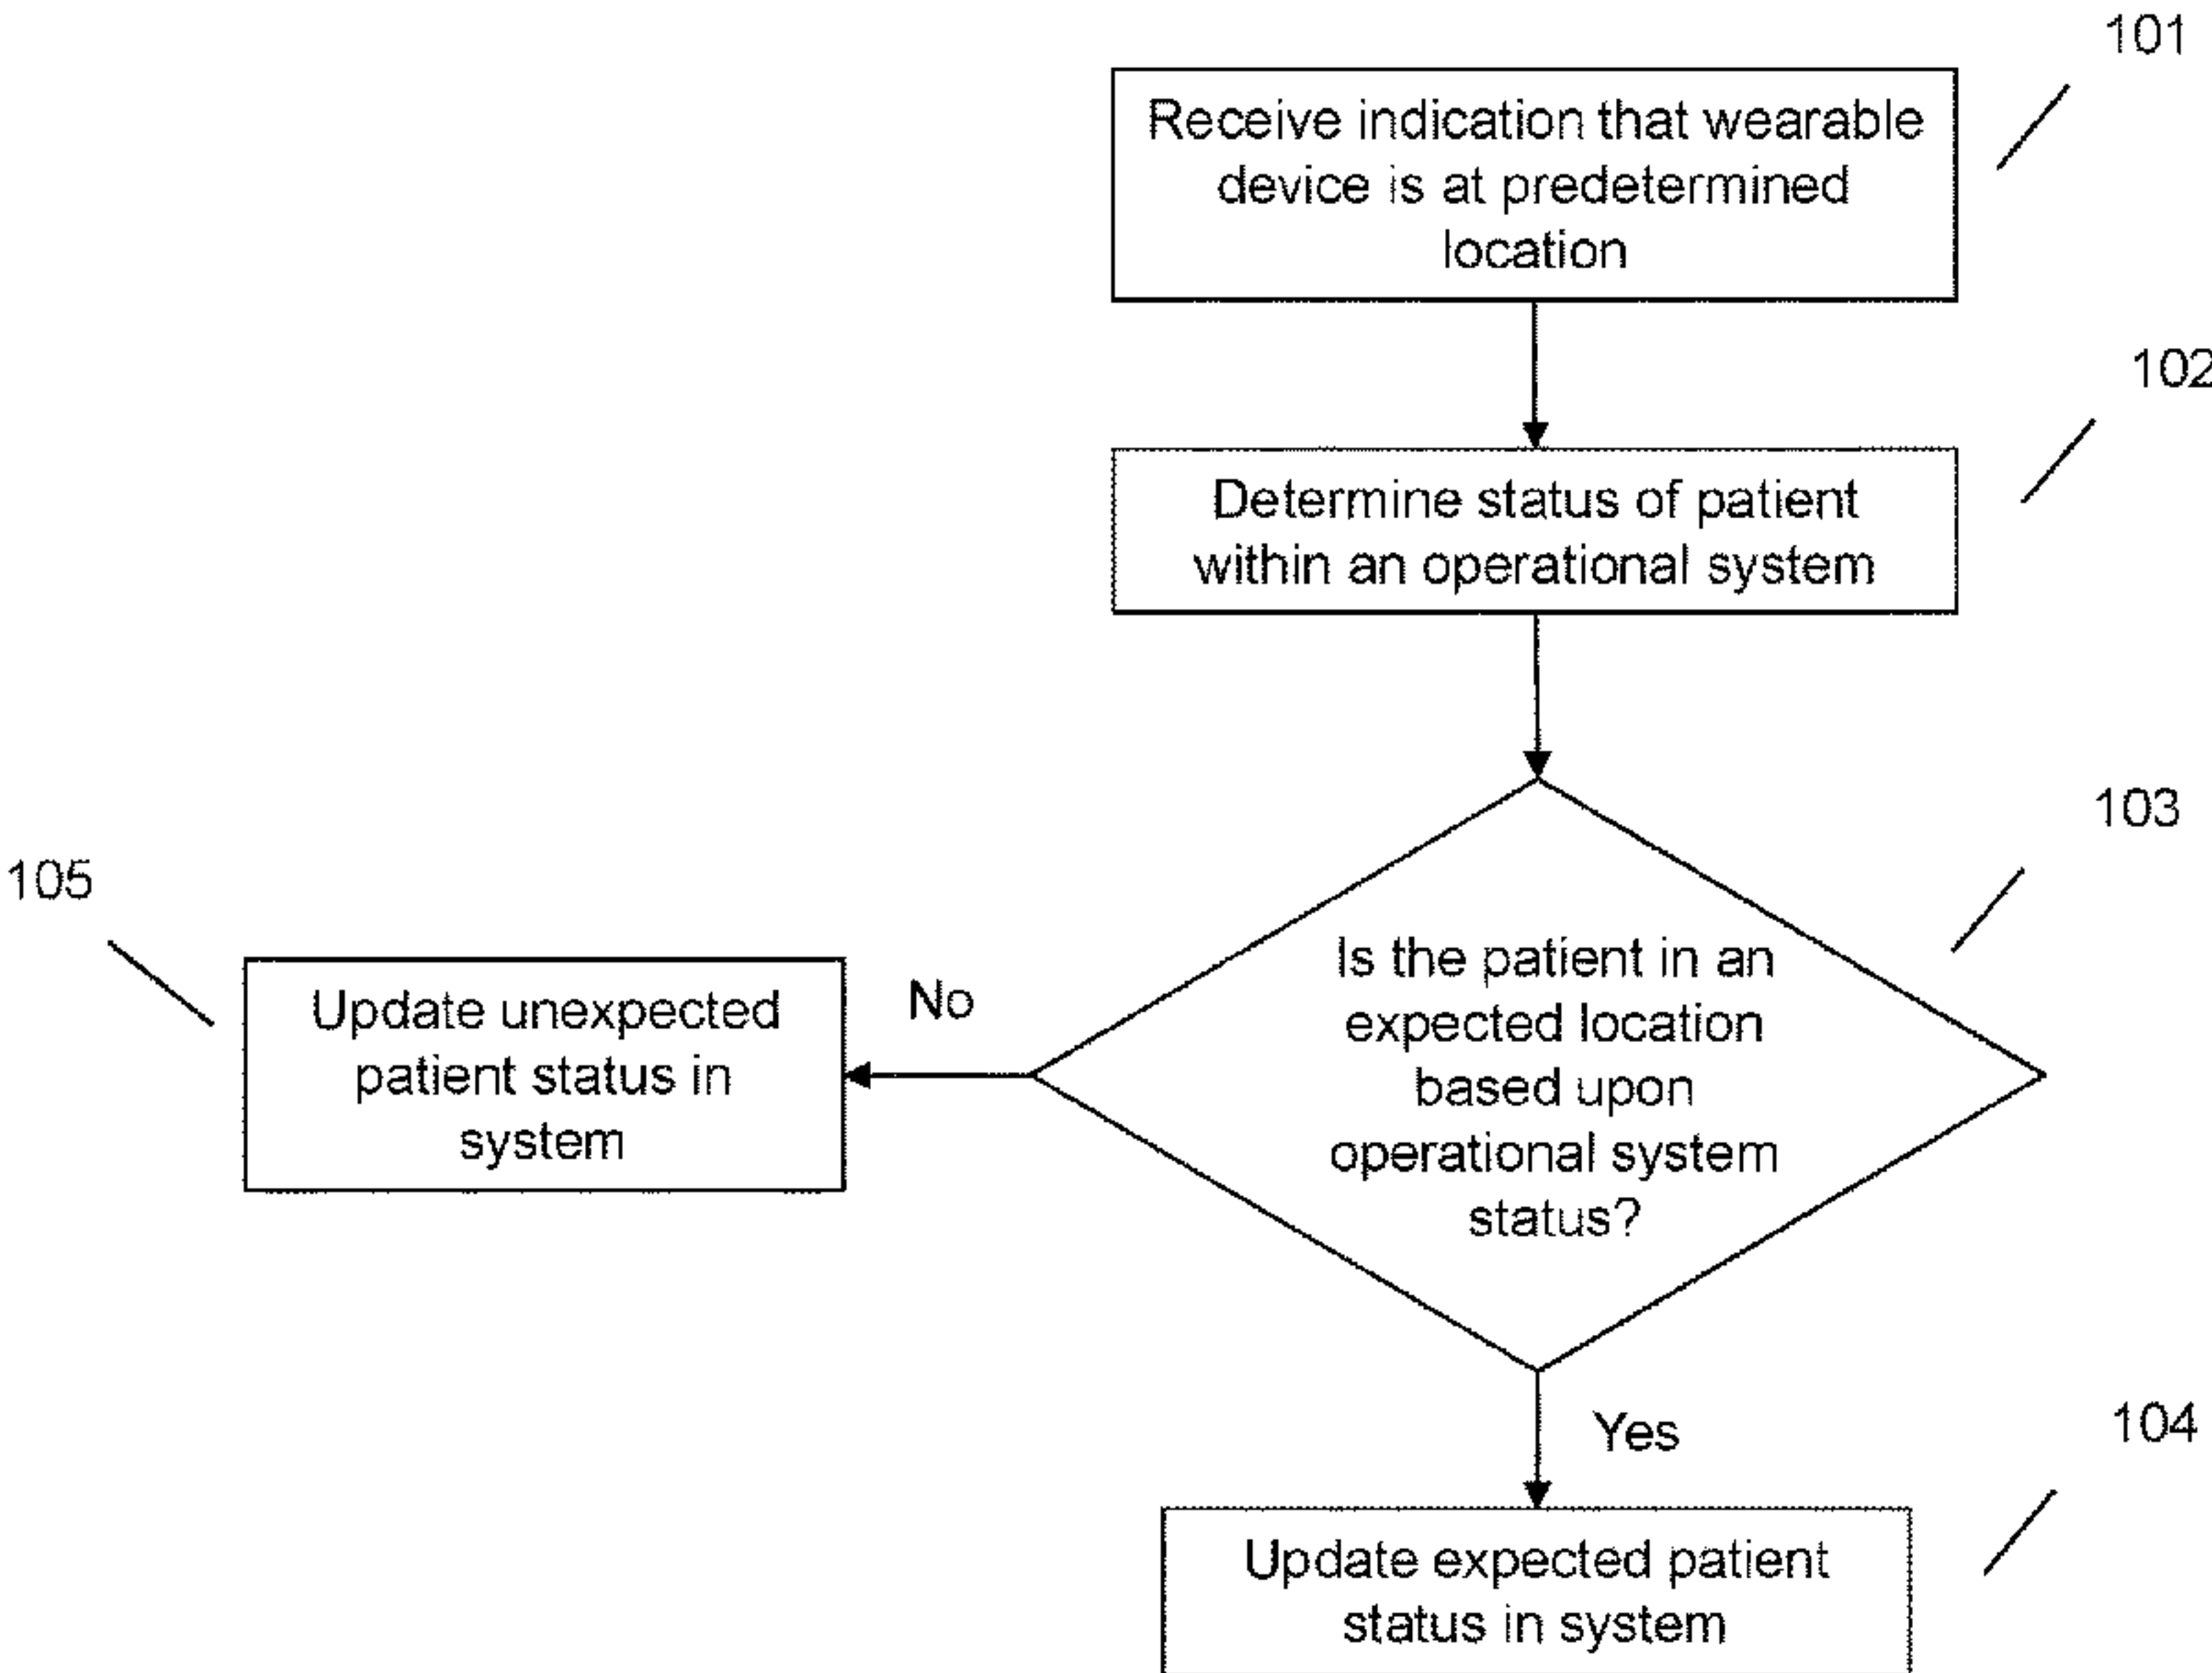 101
Receive indication that wearable
device is at predetermined
location
102
Determine status of patient
within an operational system
103
Is the patient in an
expected location
based upon
operational system
status?
105
No
Update unexpected
patient status in
system
Yes
104
Update expected patient
status in system